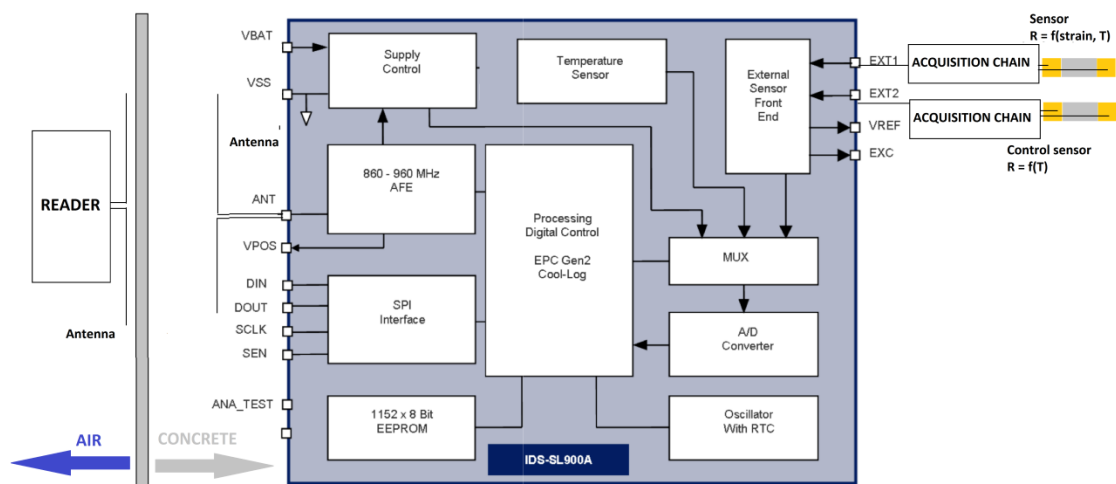 READER
Antenna
Antenna
AIR
CONCRETE
VBAT
VSS
ANT
VPOS
DIN
DOUT
SCLK
SEN
ANA_TEST
Supply
Control
860 - 960 MHz
AFE
SPI
Interface
1152 x 8 Bit
EEPROM
Temperature
Sensor
Processing
Digital Control
EPC Gen2
Cool-Log
External
Sensor
Front
End
MUX
A/D
Converter
Oscillator
With RTC
IDS-SL900A
EXT1
EXT2
VREF
EXC
Sensor
R = f(strain, T)
ACQUISITION CHAIN
ACQUISITION CHAIN
Control sensor
R = f(T)